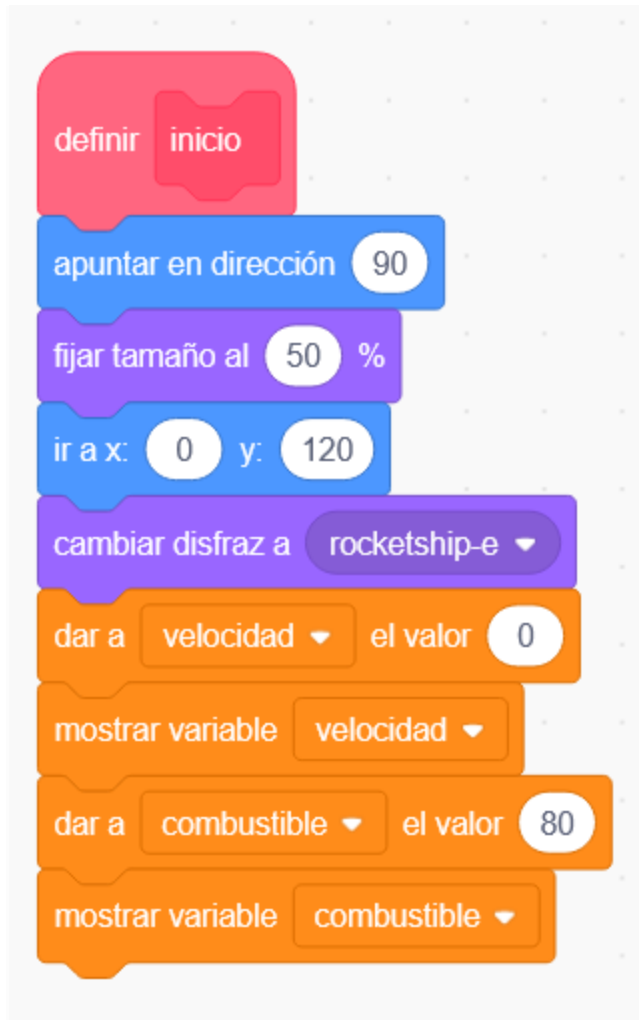 definir inicio
apuntar en dirección 90
fijar tamaño al 50 %
ir a x: 0 y: 120
cambiar disfraz a rocketship-e
dar a velocidad el valor 0
mostrar variable velocidad
dar a combustible el valor 80
mostrar variable combustible